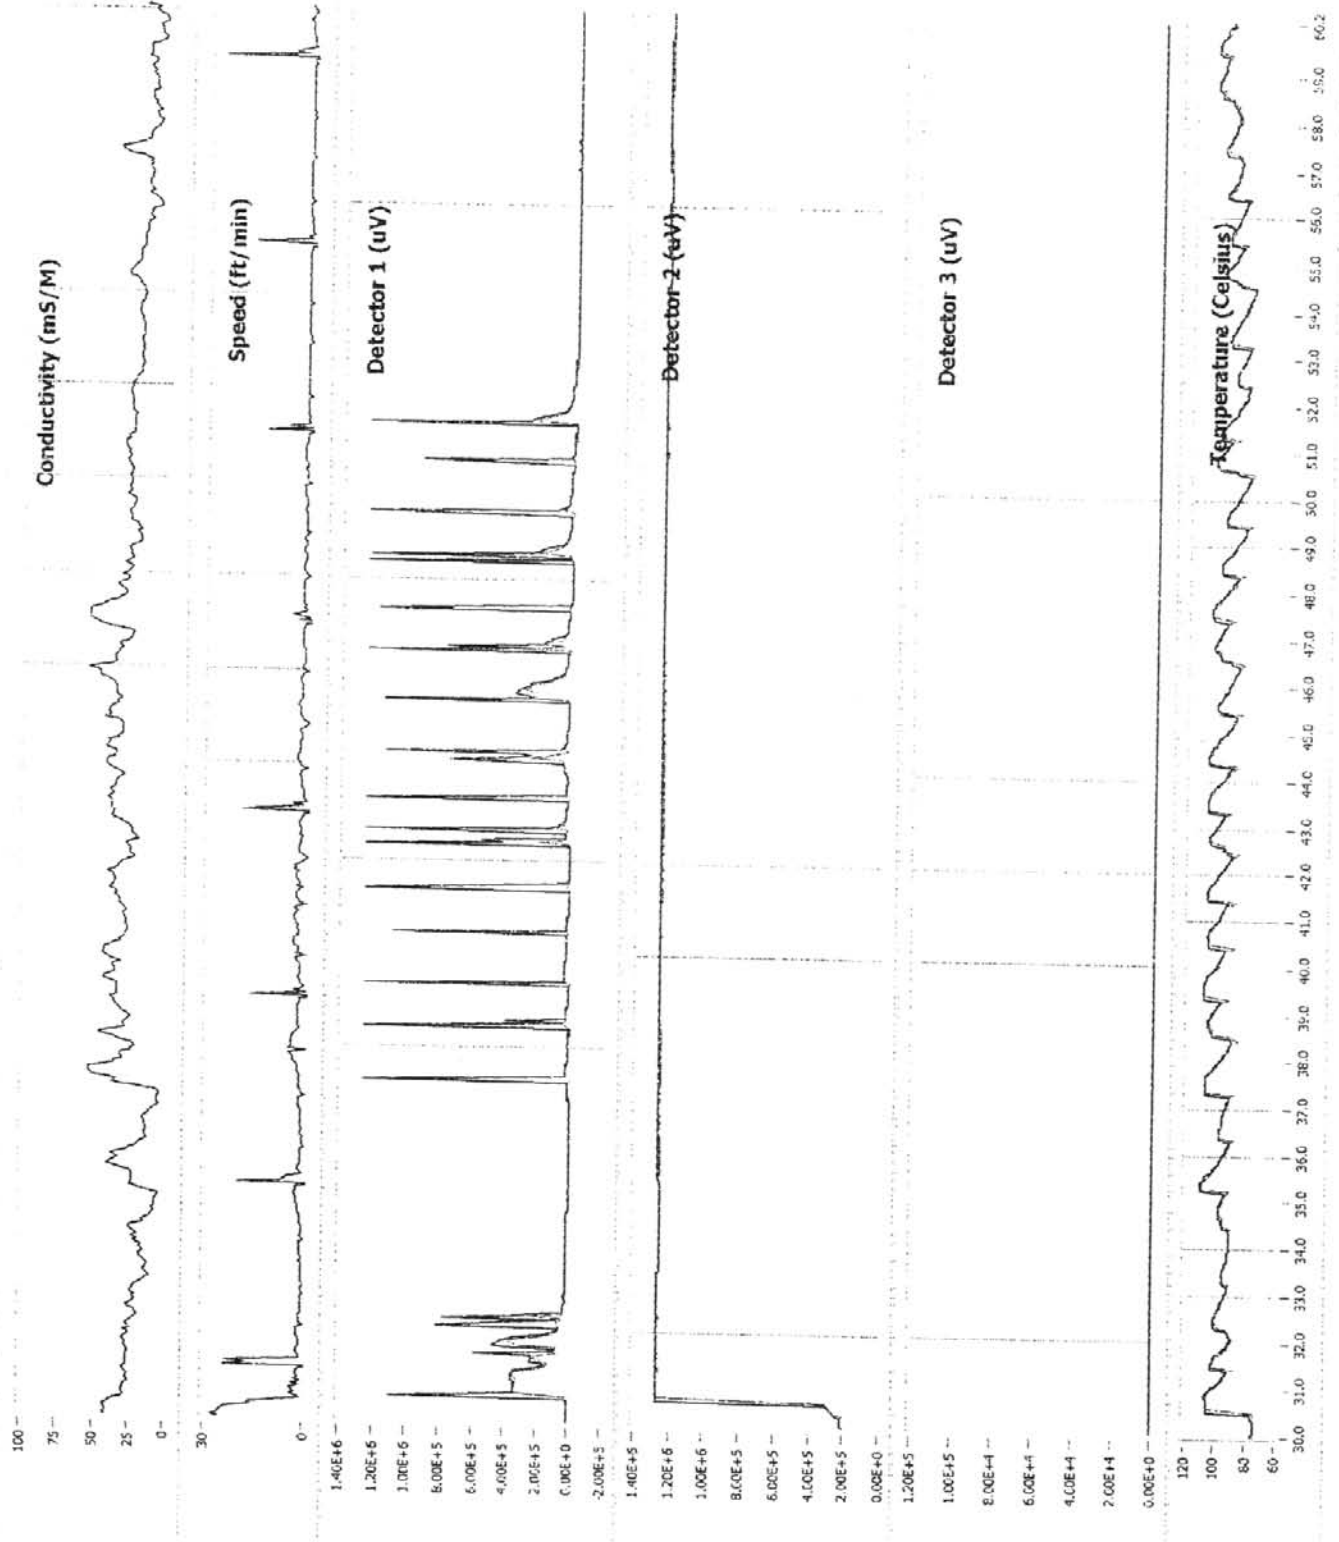 Conductivity (mS/M)
100
75
50
25
0
Speed (ft/min)
30
0
Detector 1 (uV)
1.40E+6
1.20E+6
1.00E+6
8.00E+5
6.00E+5
4.00E+5
2.00E+5
0.00E+0
-2.00E+5
Detector 2 (uV)
1.40E+6
1.20E+6
1.00E+6
8.00E+5
6.00E+5
4.00E+5
2.00E+5
0.00E+0
Detector 3 (uV)
1.20E+5
1.00E+5
8.00E+4
6.00E+4
4.00E+4
2.00E+4
0.00E+0
Temperature (Celsius)
120
100
80
60
30.0 31.0 32.0 33.0 34.0 35.0 36.0 37.0 38.0 39.0 40.0 41.0 42.0 43.0 44.0 45.0 46.0 47.0 48.0 49.0 50.0 51.0 52.0 53.0 54.0 55.0 56.0 57.0 58.0 59.0 60.2